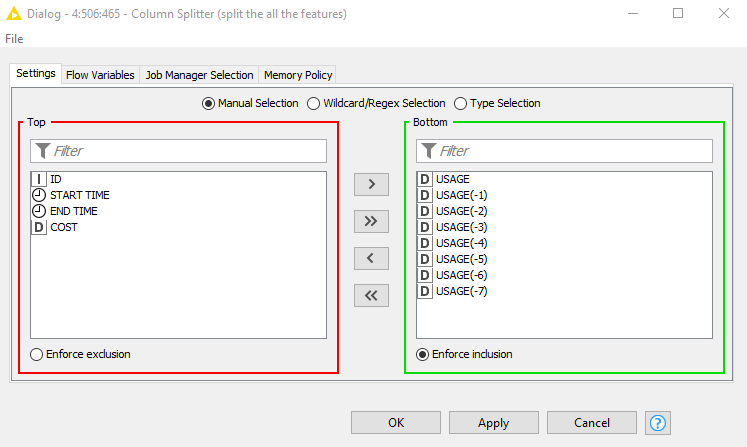 Dialog - 4:506:465 - Column Splitter (split the all the features)
File
Settings Flow Variables Job Manager Selection Memory Policy
Manual Selection Wildcard/Regex Selection Type Selection
Top
Filter
I ID
START TIME
END TIME
D COST
Enforce exclusion
>
>>
<
<<
Bottom
Filter
D USAGE
D USAGE(-1)
D USAGE(-2)
D USAGE(-3)
D USAGE(-4)
D USAGE(-5)
D USAGE(-6)
D USAGE(-7)
Enforce inclusion
OK Apply Cancel ?